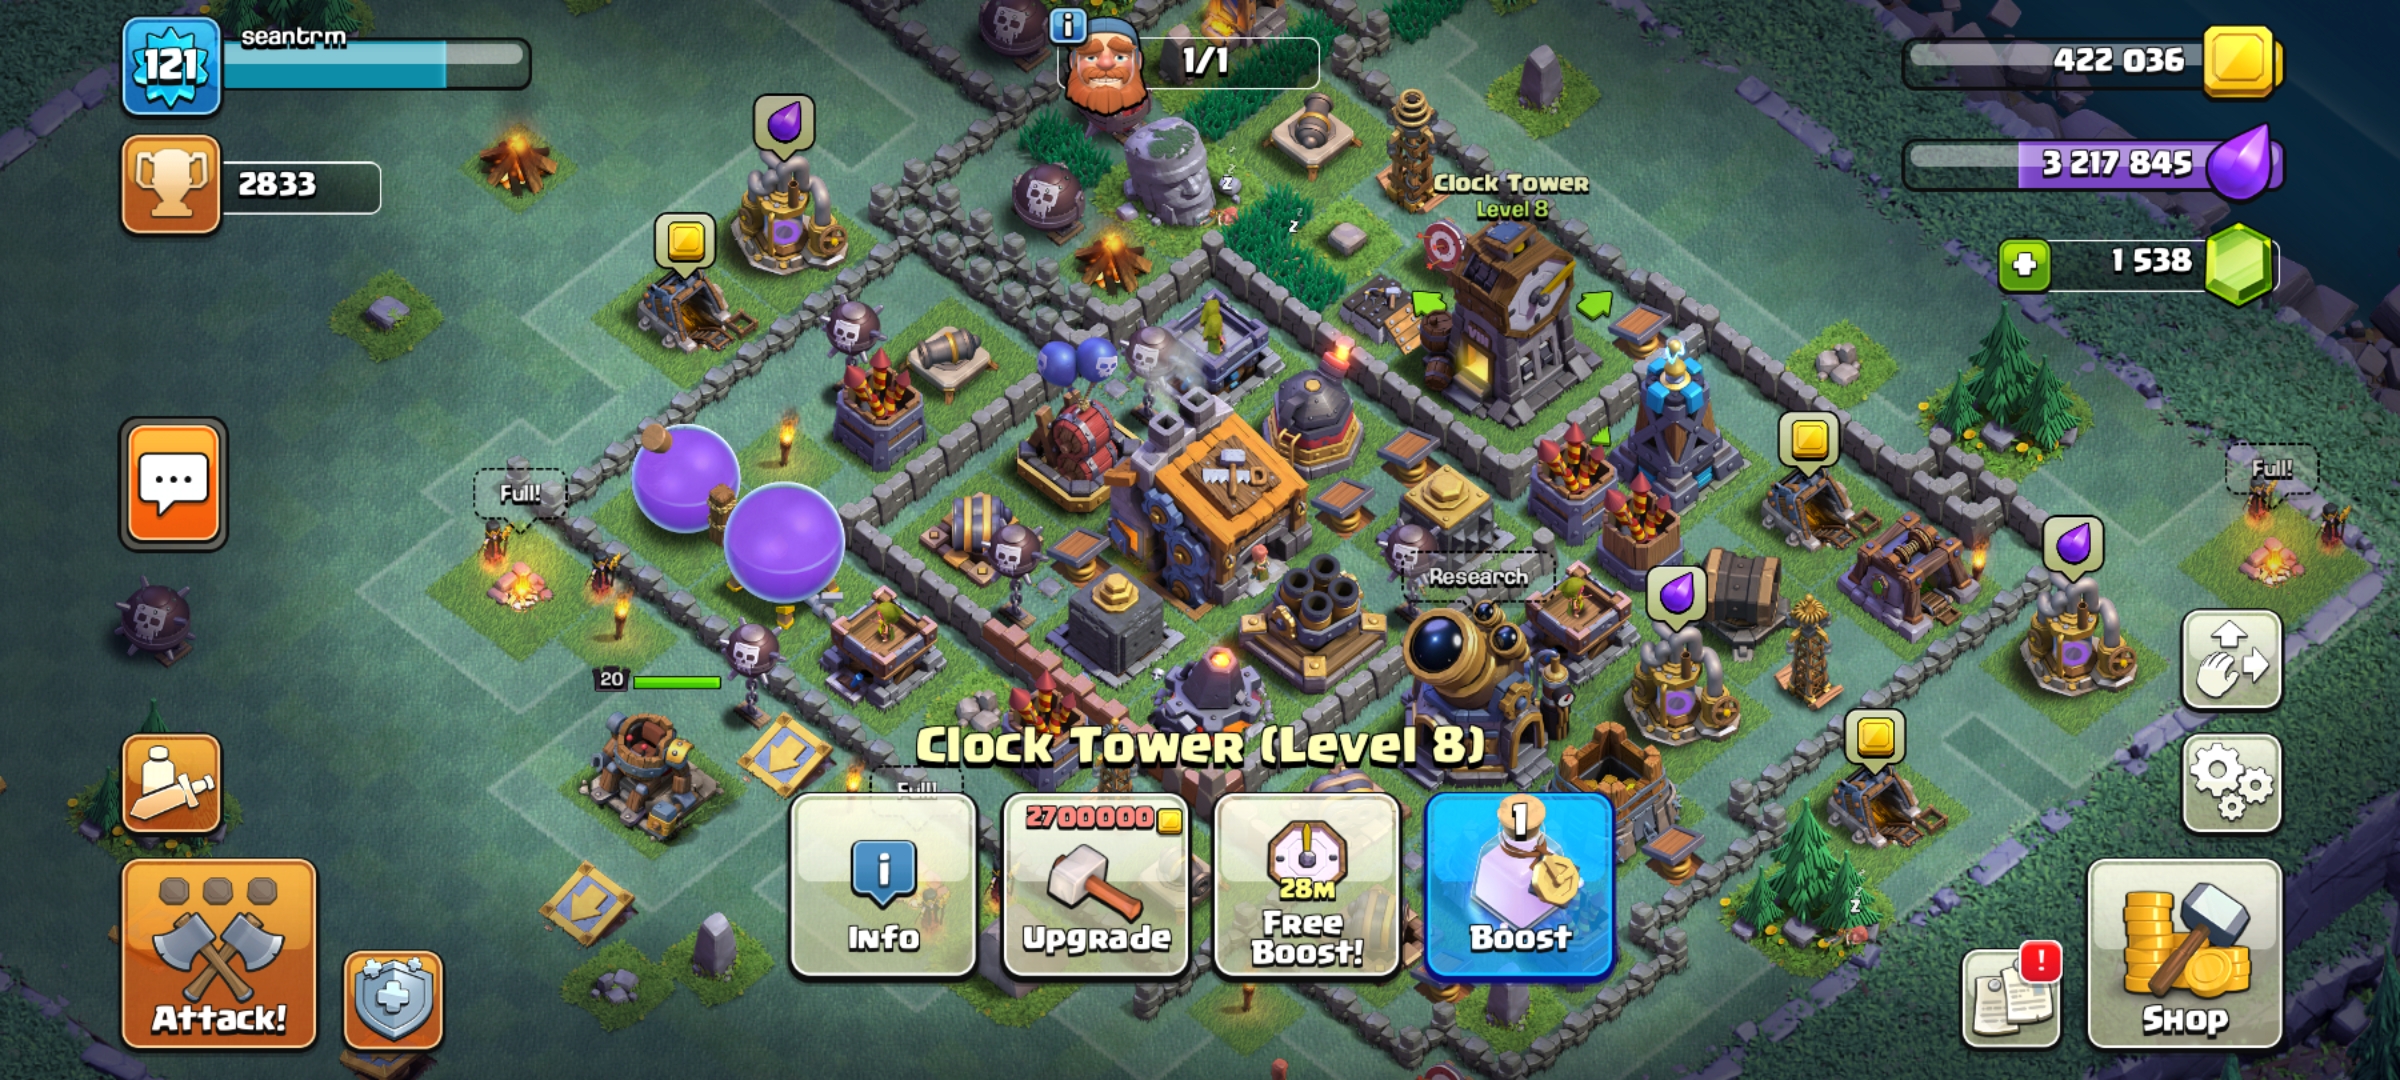 121
seantrm
1/1
422 036
2833
3 217 845
Clock Tower
Level 8
1 538
Full!
Full!
Research
20
Clock Tower (Level 8)
Full!
Info
2700000
Upgrade
28M
Free
Boost!
1
Boost
Attack!
!
Shop
z
z
z
z